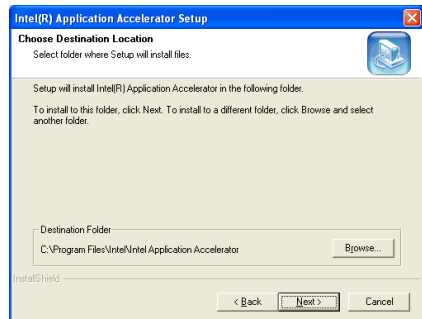 Intel(R) Application Accelerator Setup
Choose Destination Location
Select folder where Setup will install files.
Setup will install Intel(R) Application Accelerator in the following folder.
To install to this folder, click Next. To install to a different folder, click Browse and select
another folder.
Destination Folder
C:\Program Files\Intel\Intel Application Accelerator
Browse...
InstallShield
< Back
Next >
Cancel